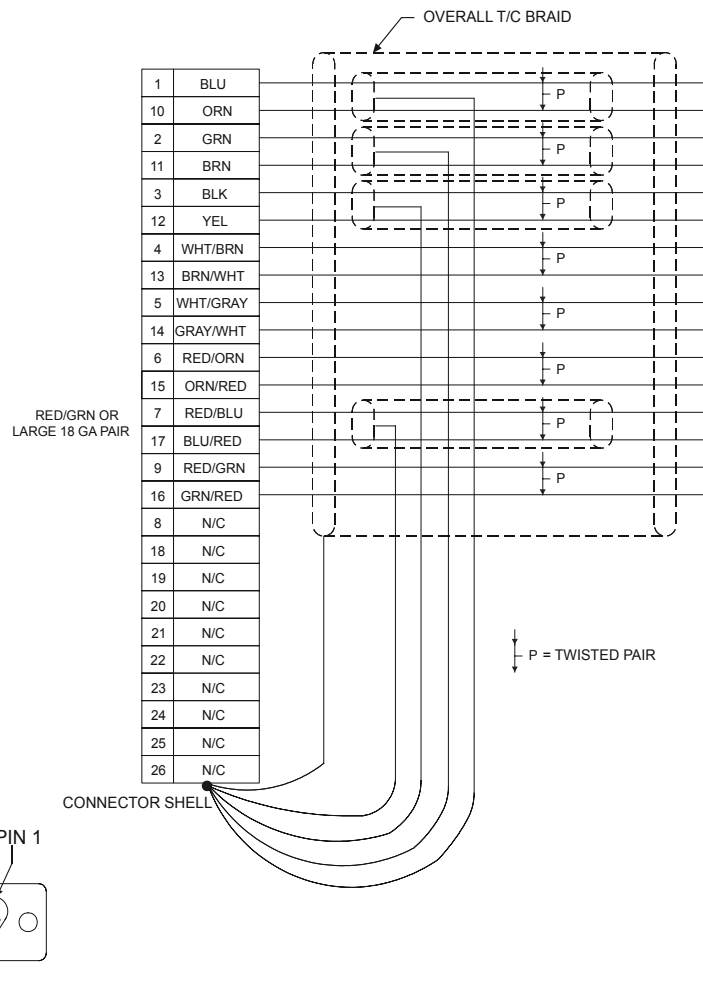 OVERALL T/C BRAID
1 BLU
P
10 ORN
2 GRN
P
11 BRN
3 BLK
P
12 YEL
4 WHT/BRN
P
13 BRN/WHT
5 WHT/GRAY
P
14 GRAY/WHT
6 RED/ORN
P
15 ORN/RED
RED/GRN OR
LARGE 18 GA PAIR
7 RED/BLU
P
17 BLU/RED
9 RED/GRN
P
16 GRN/RED
8 N/C
18 N/C
19 N/C
20 N/C
21 N/C
22 N/C
23 N/C
24 N/C
25 N/C
26 N/C
P = TWISTED PAIR
CONNECTOR SHELL
PIN 1